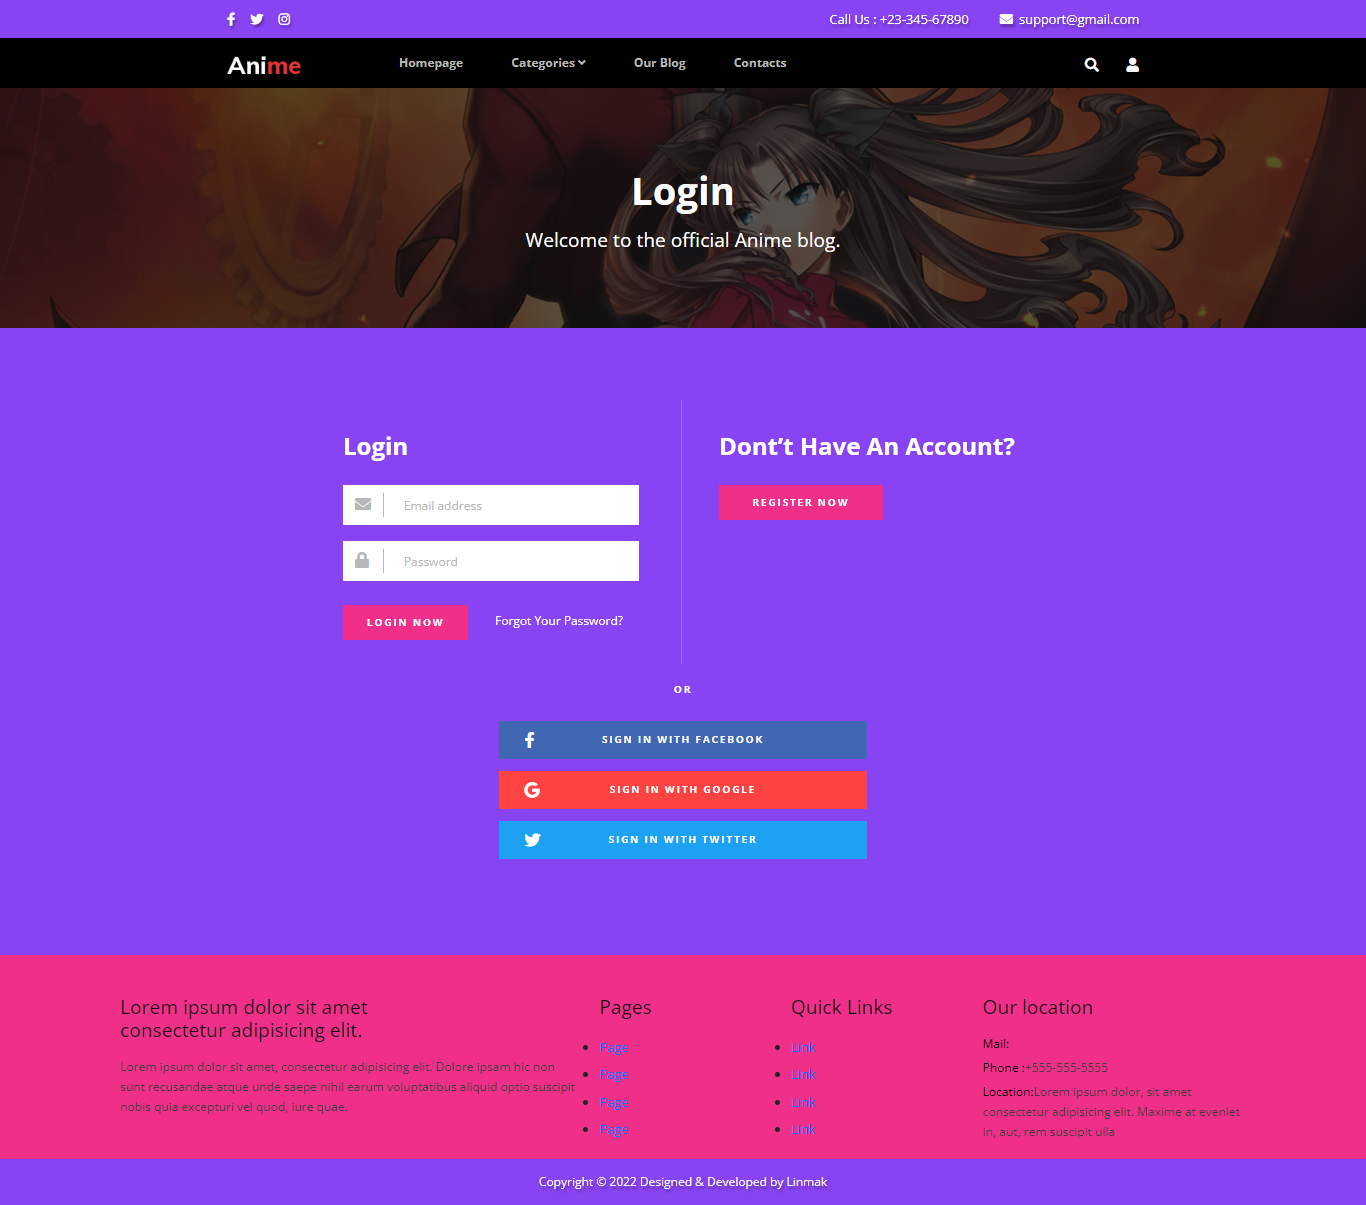 Call Us : +23-345-67890
support@gmail.com
Anime
Homepage
Categories
Our Blog
Contacts
Login
Welcome to the official Anime blog.
Login
Email address
Password
LOGIN NOW
Forgot Your Password?
Dont’t Have An Account?
REGISTER NOW
OR
SIGN IN WITH FACEBOOK
SIGN IN WITH GOOGLE
SIGN IN WITH TWITTER
Lorem ipsum dolor sit amet
consectetur adipisicing elit.
Lorem ipsum dolor sit amet, consectetur adipisicing elit. Dolore ipsam hic non
sunt recusandae atque unde saepe nihil earum voluptatibus aliquid optio suscipit
nobis quia excepturi vel quod, iure quae.
Pages
Page
Page
Page
Page
Quick Links
Link
Link
Link
Link
Our location
Mail:
Phone :+555-555-5555
Location:Lorem ipsum dolor, sit amet
consectetur adipisicing elit. Maxime at eveniet
in, aut, rem suscipit ulla
Copyright © 2022 Designed & Developed by Linmak